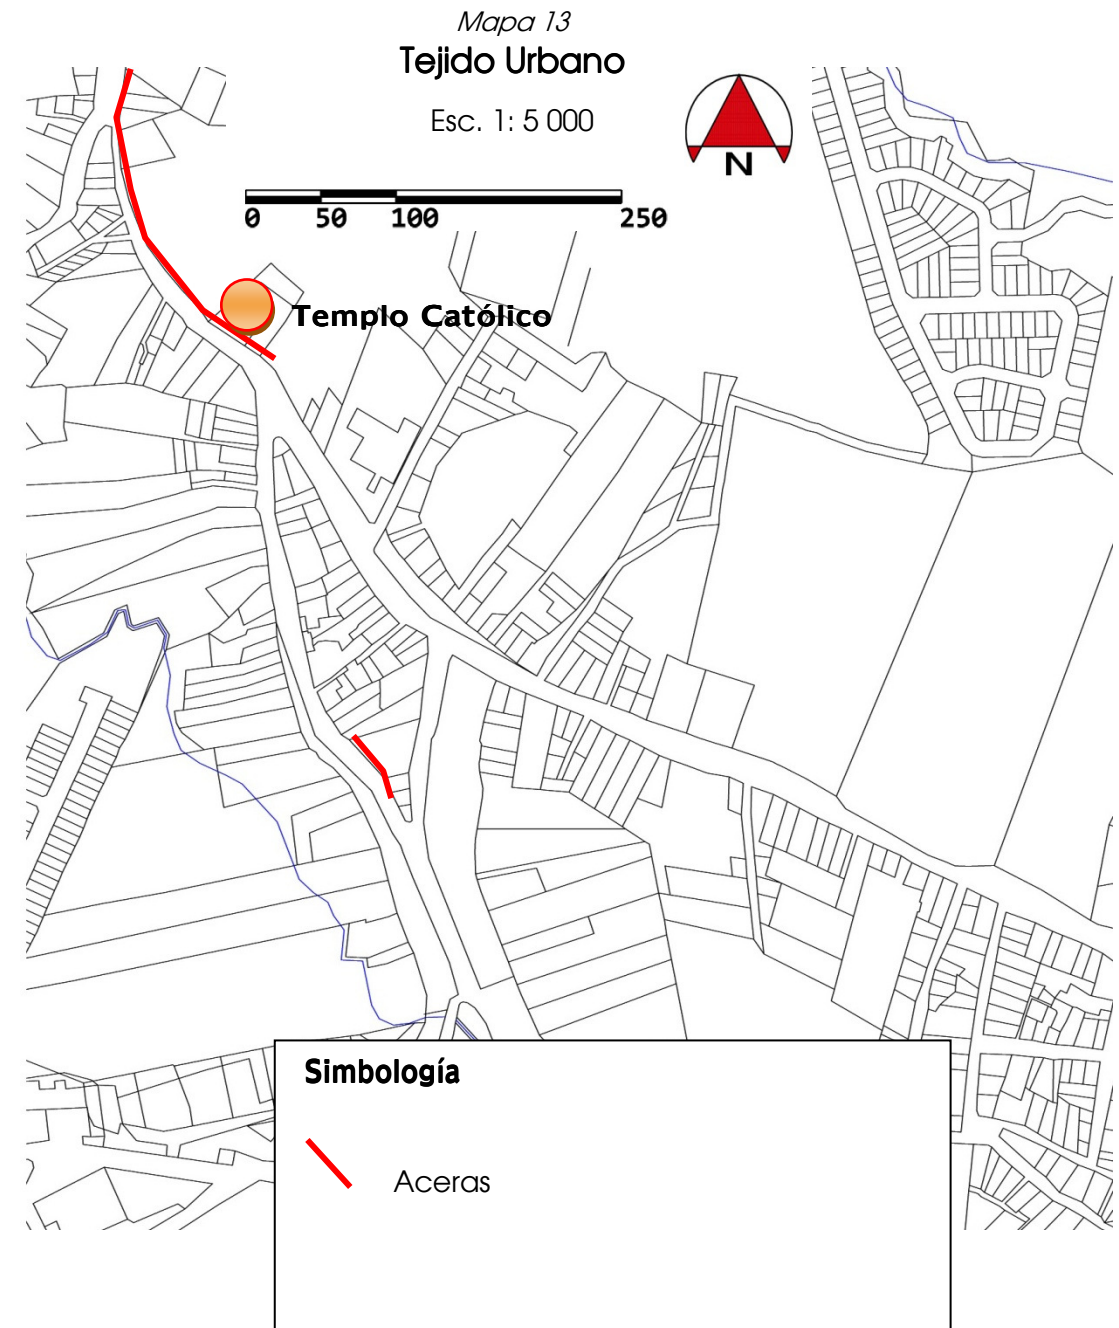 Mapa 13
Tejido Urbano
Esc. 1: 5 000
N
0 50 100 250
Templo Católico
Simbología
Aceras